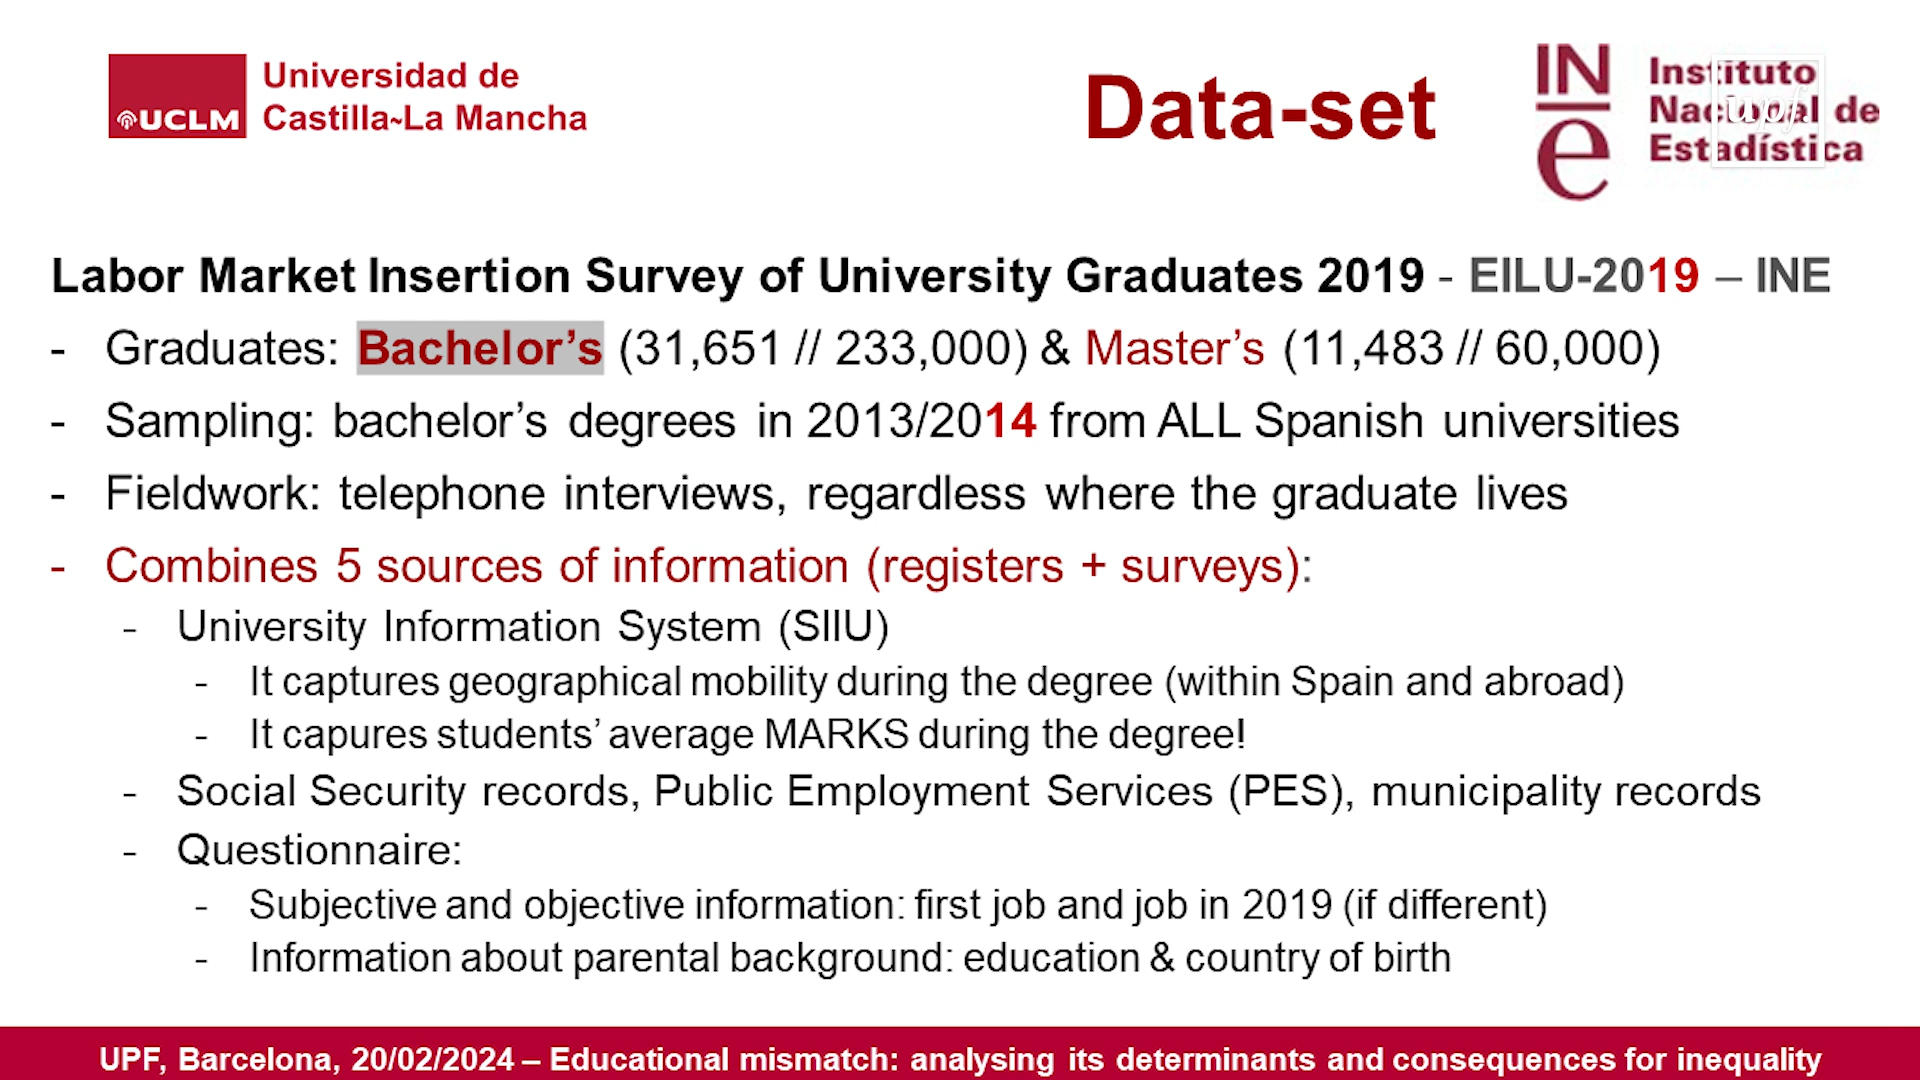 UCLM
Universidad de
Castilla~La Mancha
Data-set
INe
Instituto
Nacional de
Estadística
upf.
Labor Market Insertion Survey of University Graduates 2019 - EILU-2019 – INE
- Graduates: Bachelor’s (31,651 // 233,000) & Master’s (11,483 // 60,000)
- Sampling: bachelor’s degrees in 2013/2014 from ALL Spanish universities
- Fieldwork: telephone interviews, regardless where the graduate lives
- Combines 5 sources of information (registers + surveys):
- University Information System (SIIU)
- It captures geographical mobility during the degree (within Spain and abroad)
- It capures students’ average MARKS during the degree!
- Social Security records, Public Employment Services (PES), municipality records
- Questionnaire:
- Subjective and objective information: first job and job in 2019 (if different)
- Information about parental background: education & country of birth
UPF, Barcelona, 20/02/2024 – Educational mismatch: analysing its determinants and consequences for inequality